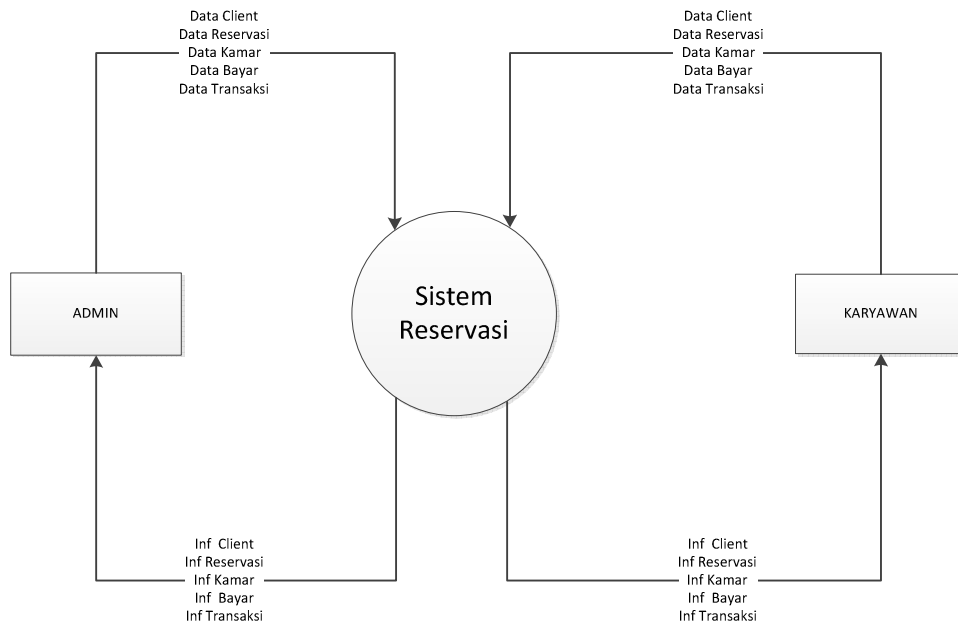 Data Client
Data Reservasi
Data Kamar
Data Bayar
Data Transaksi
Data Client
Data Reservasi
Data Kamar
Data Bayar
Data Transaksi
ADMIN
Sistem
Reservasi
KARYAWAN
Inf  Client
Inf Reservasi
Inf Kamar
Inf  Bayar
Inf Transaksi
Inf  Client
Inf Reservasi
Inf Kamar
Inf  Bayar
Inf Transaksi